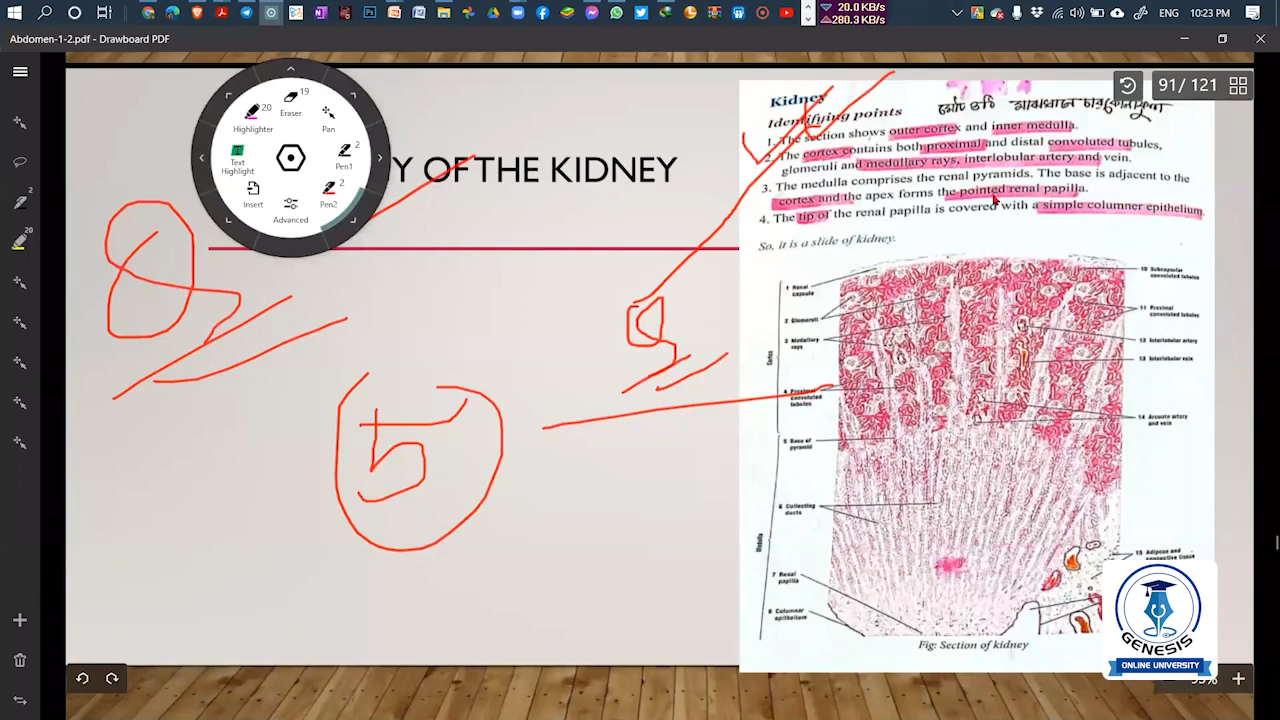 20.0 KB/s
280.3 KB/s
ENG 10:23 PM
Abdomen-1-2.pdf - Drawboard PDF
91 / 121
19
Eraser
20
Highlighter
Pan
2
Text
Highlight
Pen1
2
Insert
Pen2
Advanced
2
20
Y OF THE KIDNEY
5
Kidney
Identifying points
1. The section shows outer cortex and inner medulla.
2. The cortex contains both proximal and distal convoluted tubules,
glomeruli and medullary rays, interlobular artery and vein.
3. The medulla comprises the renal pyramids. The base is adjacent to the
cortex and the apex forms the pointed renal papilla.
4. The tip of the renal papilla is covered with a simple columner epithelium.
So, it is a slide of kidney.
1 Renal
capsule
2 Glomeruli
3 Medullary
rays
Cortex
4 Proximal
convoluted
tubules
5 Base of
pyramid
6 Collecting
ducts
Medulla
7 Renal
papilla
8 Columnar
epithelium
10 Subcapsular
convoluted tubules
11 Proximal
convoluted tubules
12 Interlobular artery
13 Interlobular vein
14 Arcuate artery
and vein
15 Adipose and
connective tissue
Fig: Section of kidney
GENESIS
ONLINE UNIVERSITY